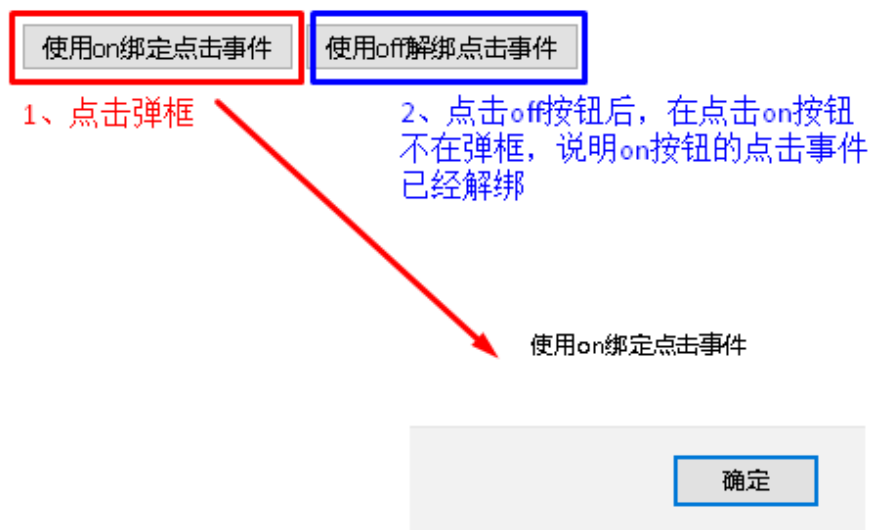 使用on绑定点击事件
使用off解绑点击事件
1、点击弹框
2、点击off按钮后，在点击on按钮
不在弹框，说明on按钮的点击事件
已经解绑
使用on绑定点击事件
确定